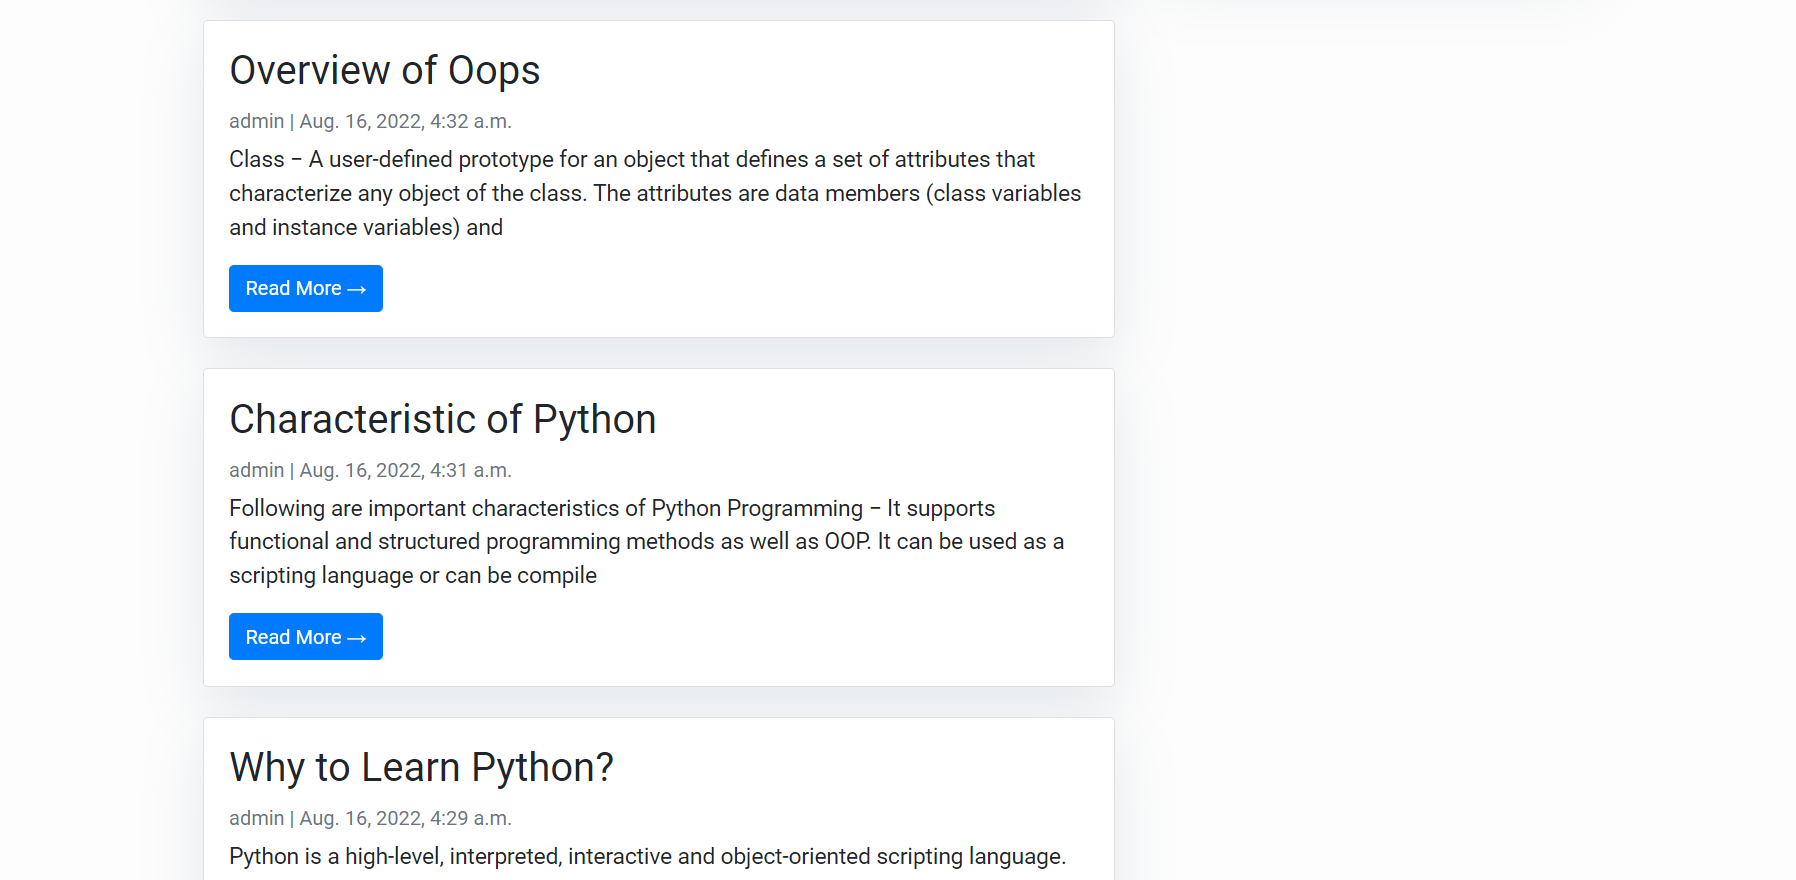 Overview of Oops
admin | Aug. 16, 2022, 4:32 a.m.
Class – A user-defined prototype for an object that defines a set of attributes that
characterize any object of the class. The attributes are data members (class variables
and instance variables) and
Read More →
Characteristic of Python
admin | Aug. 16, 2022, 4:31 a.m.
Following are important characteristics of Python Programming – It supports
functional and structured programming methods as well as OOP. It can be used as a
scripting language or can be compile
Read More →
Why to Learn Python?
admin | Aug. 16, 2022, 4:29 a.m.
Python is a high-level, interpreted, interactive and object-oriented scripting language.